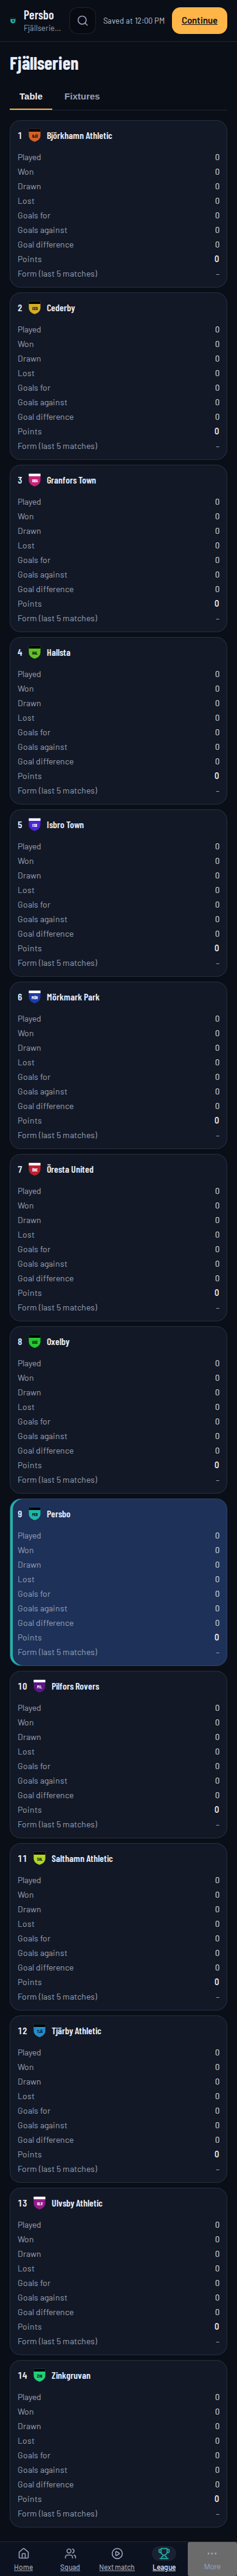 Persbo
Fjällserie...
Saved at 12:00 PM
Continue
Fjällserien
Table
Fixtures
1 Björkhamn Athletic
Played 0
Won 0
Drawn 0
Lost 0
Goals for 0
Goals against 0
Goal difference 0
Points 0
Form (last 5 matches) –
2 Cederby
Played 0
Won 0
Drawn 0
Lost 0
Goals for 0
Goals against 0
Goal difference 0
Points 0
Form (last 5 matches) –
3 Granfors Town
Played 0
Won 0
Drawn 0
Lost 0
Goals for 0
Goals against 0
Goal difference 0
Points 0
Form (last 5 matches) –
4 Hallsta
Played 0
Won 0
Drawn 0
Lost 0
Goals for 0
Goals against 0
Goal difference 0
Points 0
Form (last 5 matches) –
5 Isbro Town
Played 0
Won 0
Drawn 0
Lost 0
Goals for 0
Goals against 0
Goal difference 0
Points 0
Form (last 5 matches) –
6 Mörkmark Park
Played 0
Won 0
Drawn 0
Lost 0
Goals for 0
Goals against 0
Goal difference 0
Points 0
Form (last 5 matches) –
7 Öresta United
Played 0
Won 0
Drawn 0
Lost 0
Goals for 0
Goals against 0
Goal difference 0
Points 0
Form (last 5 matches) –
8 Oxelby
Played 0
Won 0
Drawn 0
Lost 0
Goals for 0
Goals against 0
Goal difference 0
Points 0
Form (last 5 matches) –
9 Persbo
Played 0
Won 0
Drawn 0
Lost 0
Goals for 0
Goals against 0
Goal difference 0
Points 0
Form (last 5 matches) –
10 Pilfors Rovers
Played 0
Won 0
Drawn 0
Lost 0
Goals for 0
Goals against 0
Goal difference 0
Points 0
Form (last 5 matches) –
11 Salthamn Athletic
Played 0
Won 0
Drawn 0
Lost 0
Goals for 0
Goals against 0
Goal difference 0
Points 0
Form (last 5 matches) –
12 Tjärby Athletic
Played 0
Won 0
Drawn 0
Lost 0
Goals for 0
Goals against 0
Goal difference 0
Points 0
Form (last 5 matches) –
13 Ulvsby Athletic
Played 0
Won 0
Drawn 0
Lost 0
Goals for 0
Goals against 0
Goal difference 0
Points 0
Form (last 5 matches) –
14 Zinkgruvan
Played 0
Won 0
Drawn 0
Lost 0
Goals for 0
Goals against 0
Goal difference 0
Points 0
Form (last 5 matches) –
Home Squad Next match League More